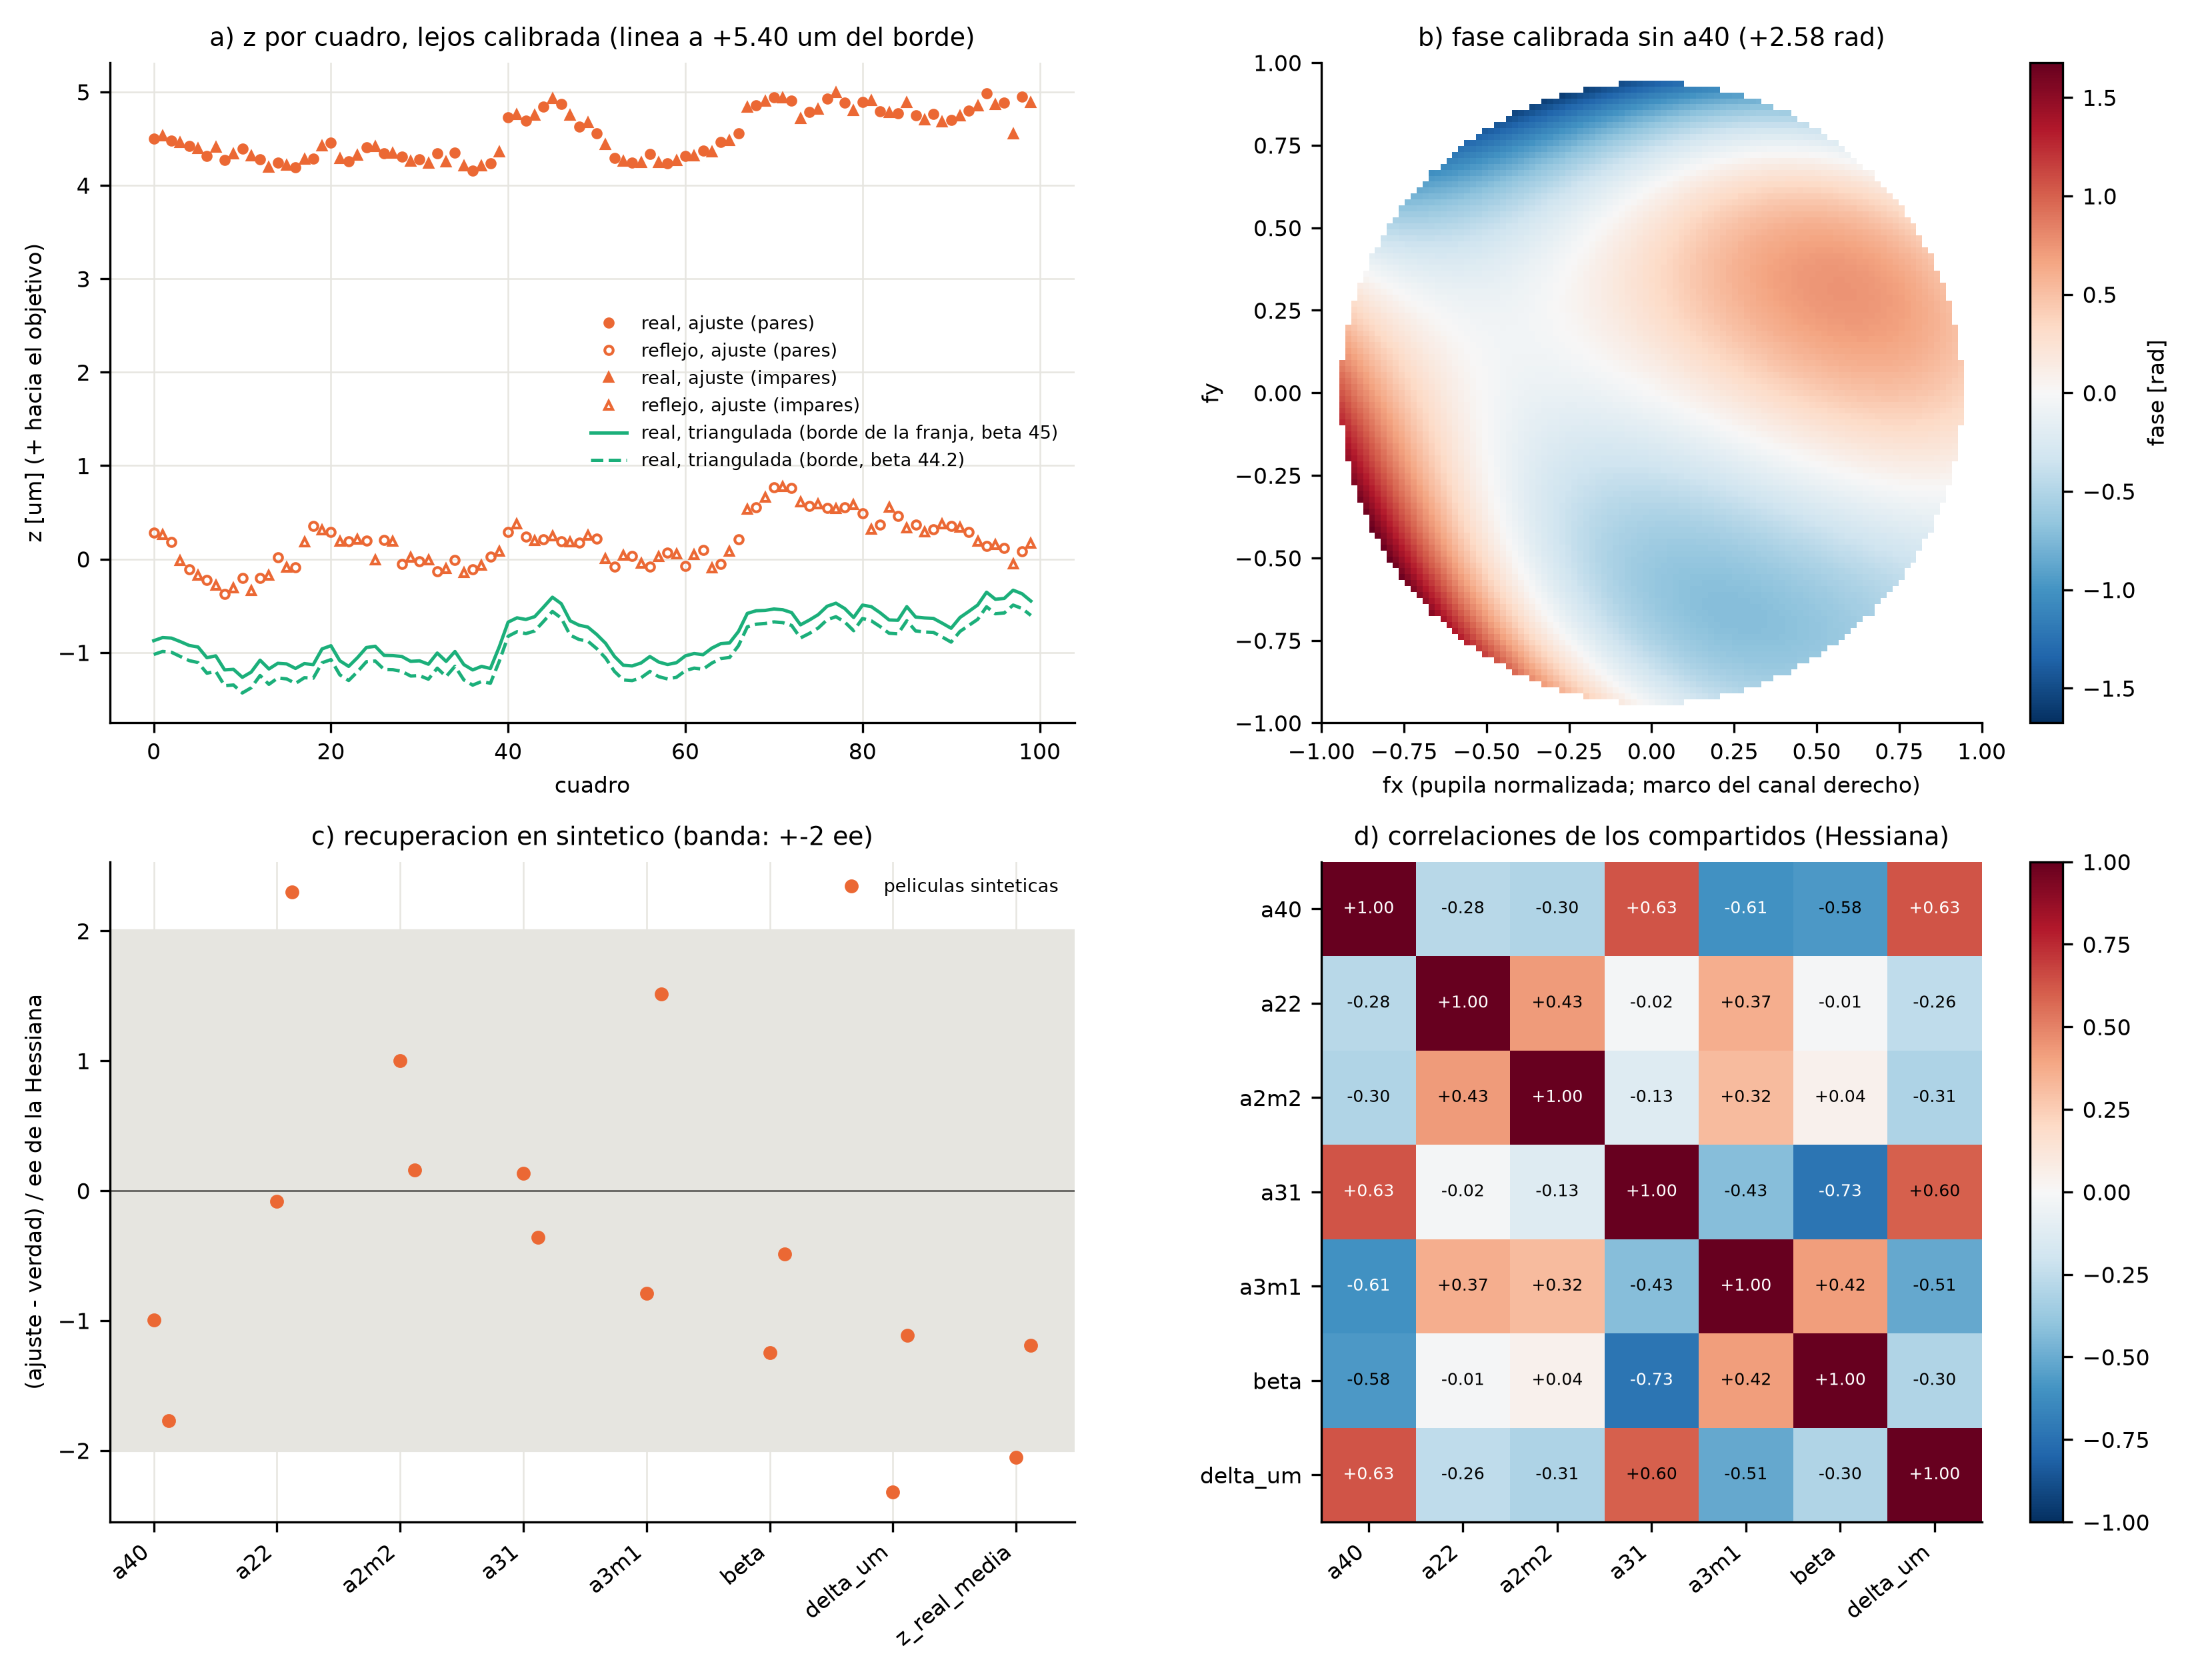 a) z por cuadro, lejos calibrada (linea a +5.40 um del borde)
5
4
3
2
1
0
−1
z [um] (+ hacia el objetivo)
real, ajuste (pares)
reflejo, ajuste (pares)
real, ajuste (impares)
reflejo, ajuste (impares)
real, triangulada (borde de la franja, beta 45)
real, triangulada (borde, beta 44.2)
0 20 40 60 80 100
cuadro
b) fase calibrada sin a40 (+2.58 rad)
1.00
0.75
0.50
0.25
0.00
−0.25
−0.50
−0.75
−1.00
fy
−1.00 −0.75 −0.50 −0.25 0.00 0.25 0.50 0.75 1.00
fx (pupila normalizada; marco del canal derecho)
1.5
1.0
0.5
0.0
−0.5
−1.0
−1.5
fase [rad]
c) recuperacion en sintetico (banda: +-2 ee)
peliculas sinteticas
2
1
0
−1
−2
(ajuste - verdad) / ee de la Hessiana
a40 a22 a2m2 a31 a3m1 beta delta_um z_real_media
d) correlaciones de los compartidos (Hessiana)
a40 +1.00 -0.28 -0.30 +0.63 -0.61 -0.58 +0.63
a22 -0.28 +1.00 +0.43 -0.02 +0.37 -0.01 -0.26
a2m2 -0.30 +0.43 +1.00 -0.13 +0.32 +0.04 -0.31
a31 +0.63 -0.02 -0.13 +1.00 -0.43 -0.73 +0.60
a3m1 -0.61 +0.37 +0.32 -0.43 +1.00 +0.42 -0.51
beta -0.58 -0.01 +0.04 -0.73 +0.42 +1.00 -0.30
delta_um +0.63 -0.26 -0.31 +0.60 -0.51 -0.30 +1.00
a40 a22 a2m2 a31 a3m1 beta delta_um
1.00
0.75
0.50
0.25
0.00
−0.25
−0.50
−0.75
−1.00